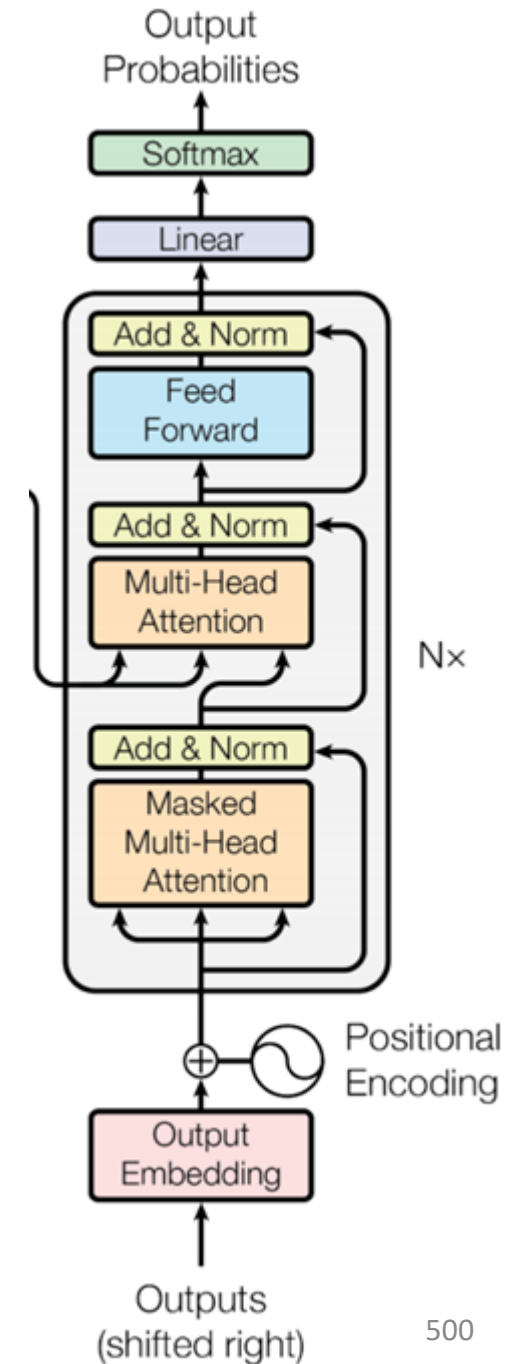 Output
Probabilities
Softmax
Linear
Add & Norm
Feed
Forward
Add & Norm
Multi-Head
Attention
N×
Add & Norm
Masked
Multi-Head
Attention
Positional
Encoding
Output
Embedding
Outputs
(shifted right)
500